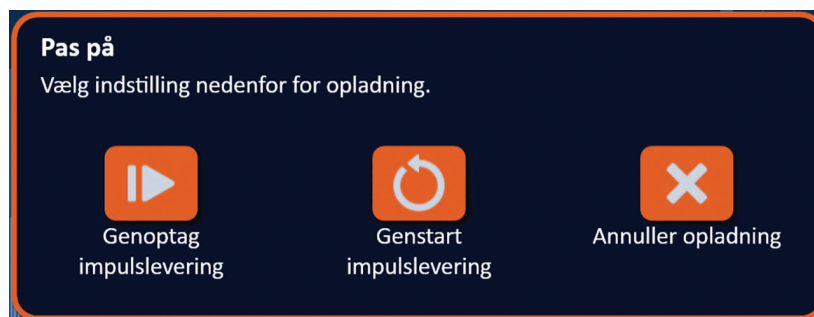 Pas på
Vælg indstilling nedenfor for opladning.
Genoptag
impulslevering
Genstart
impulslevering
Annuller opladning